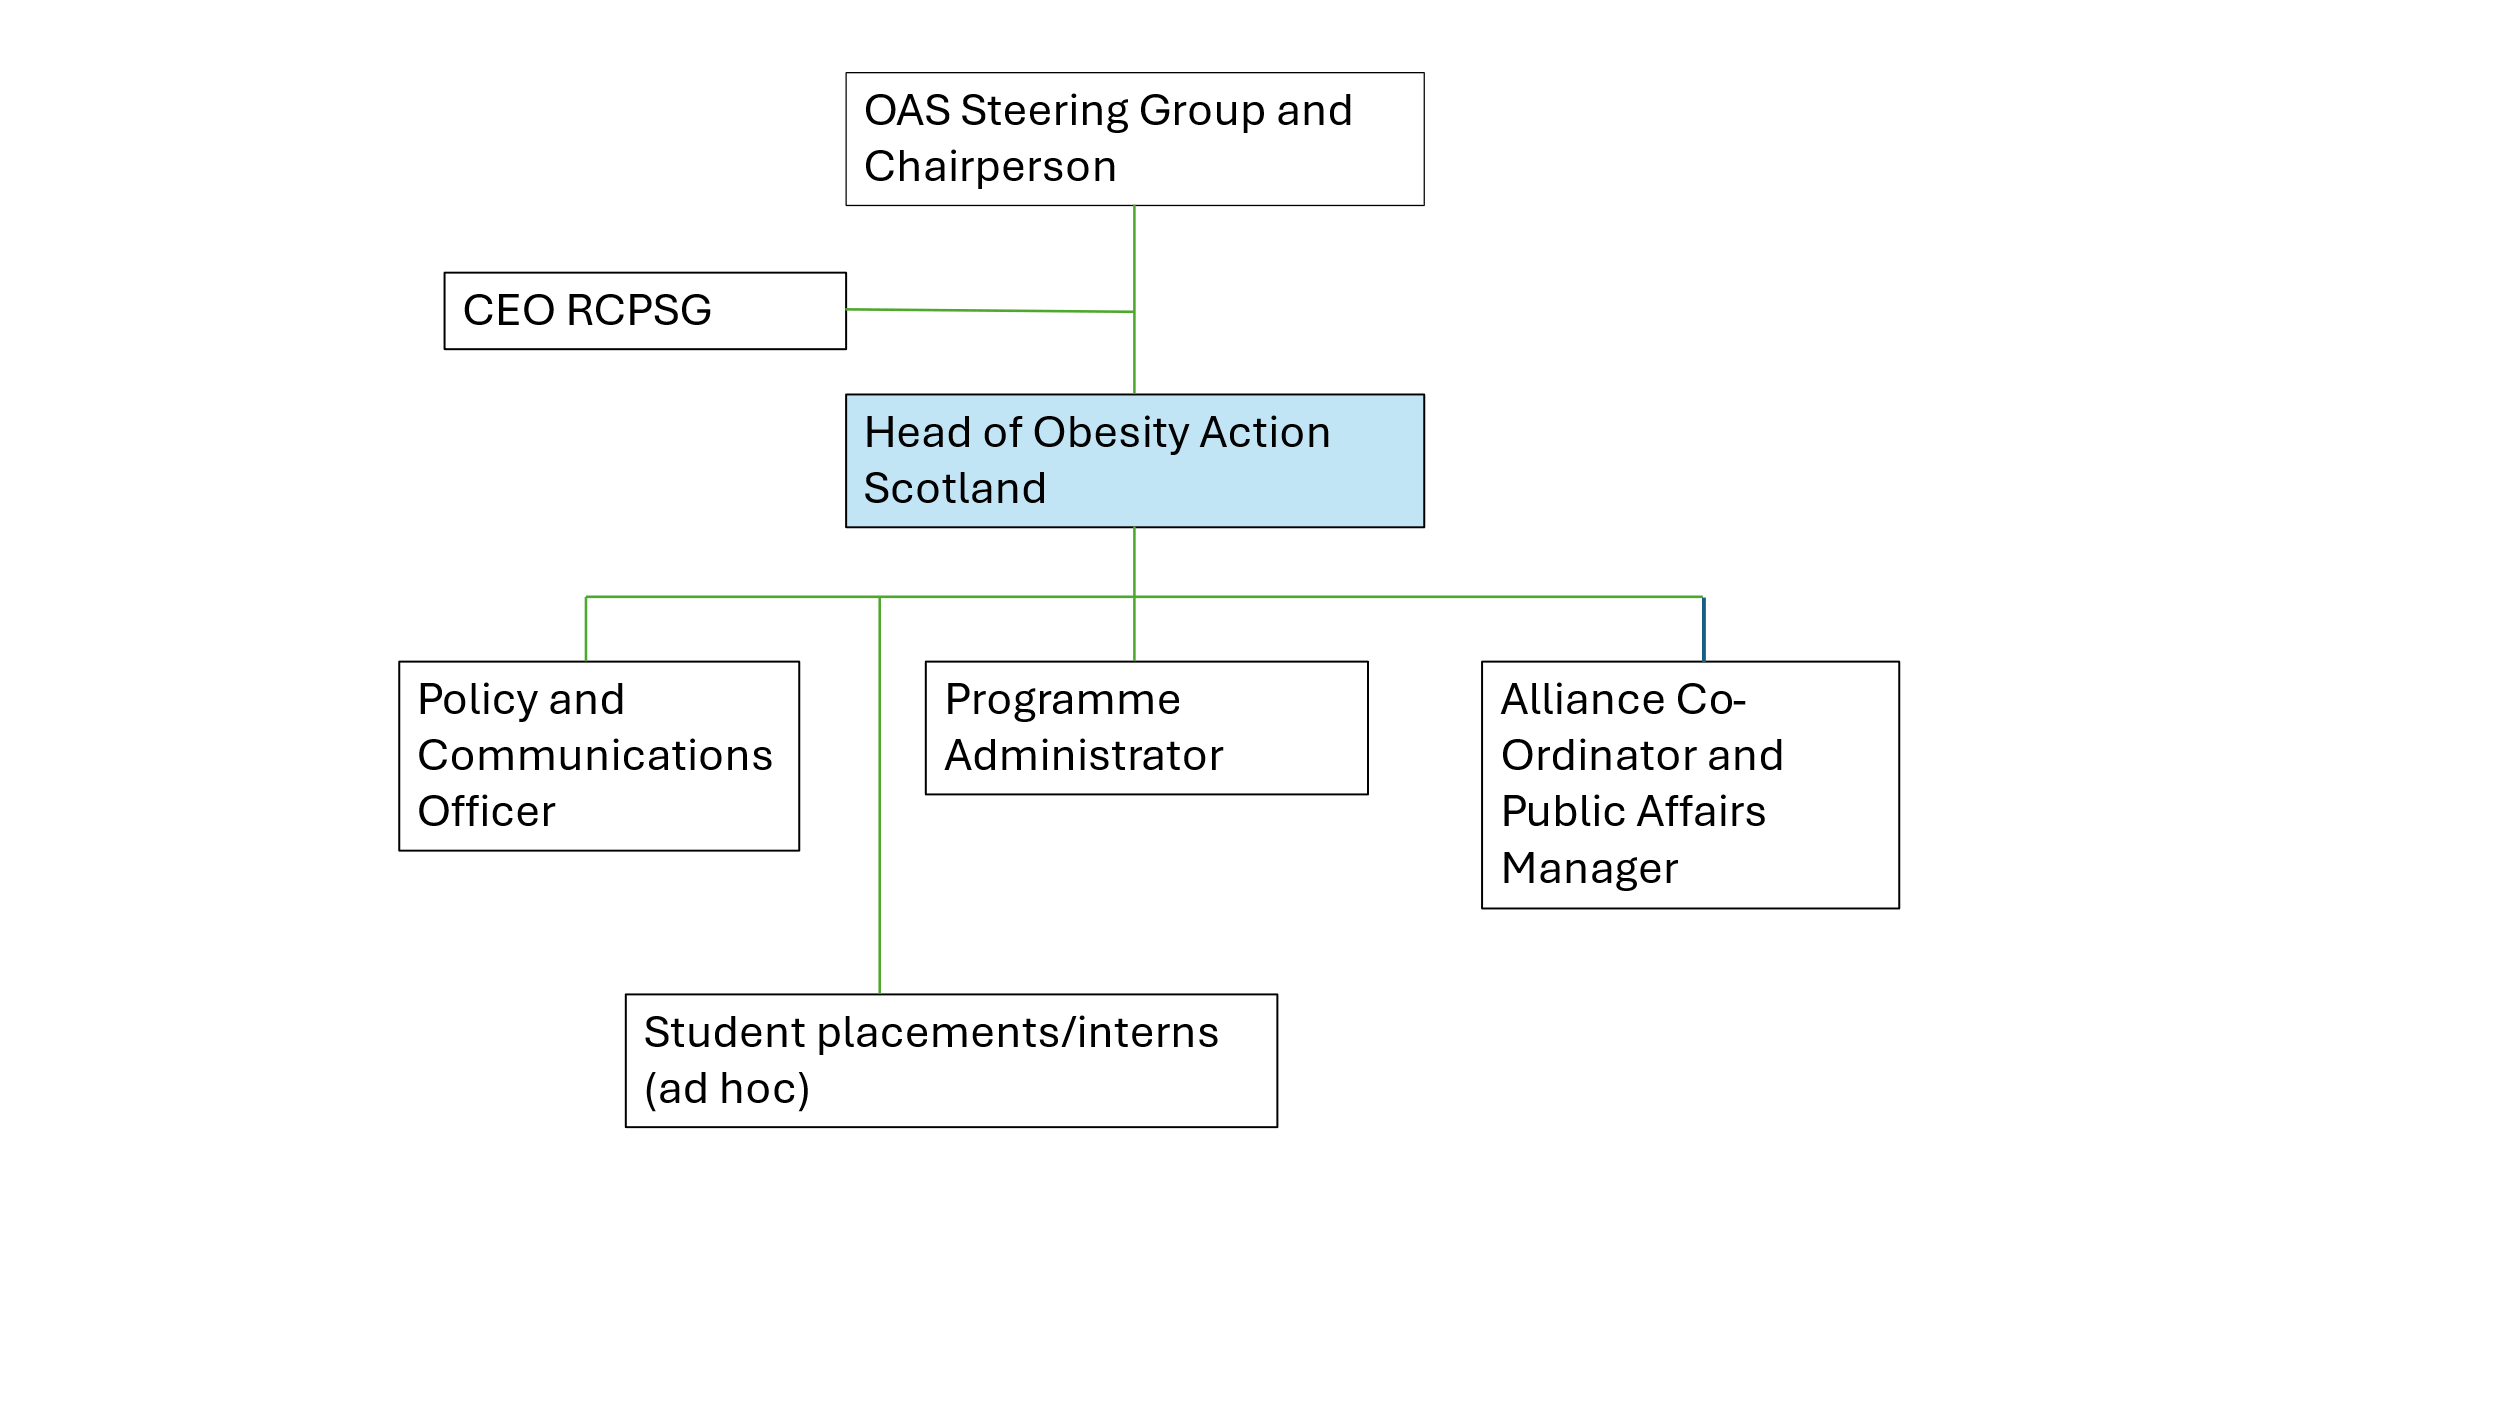 OAS Steering Group and
Chairperson
CEO RCPSG
Head of Obesity Action
Scotland
Policy and
Communications
Officer
Programme
Administrator
Alliance Co-
Ordinator and
Public Affairs
Manager
Student placements/interns
(ad hoc)